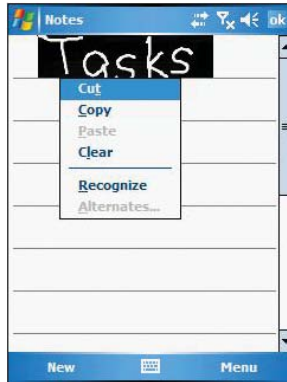 Notes
ok
Tasks
Cut
Copy
Paste
Clear
Recognize
Alternates...
New
Menu